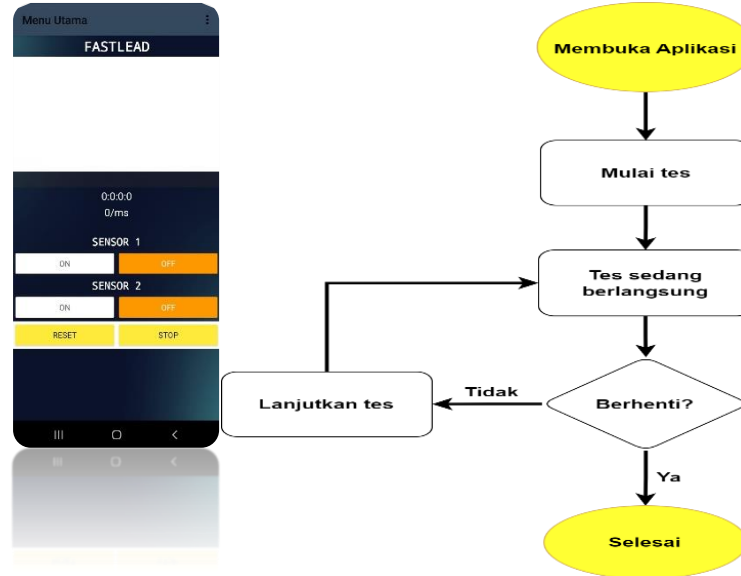 Menu Utama
FASTLEAD
0:0:0:0
0/ms
SENSOR 1
ON
OFF
SENSOR 2
ON
OFF
RESET
STOP
Membuka Aplikasi
Mulai tes
Tes sedang
berlangsung
Lanjutkan tes
Tidak
Berhenti?
Ya
Selesai